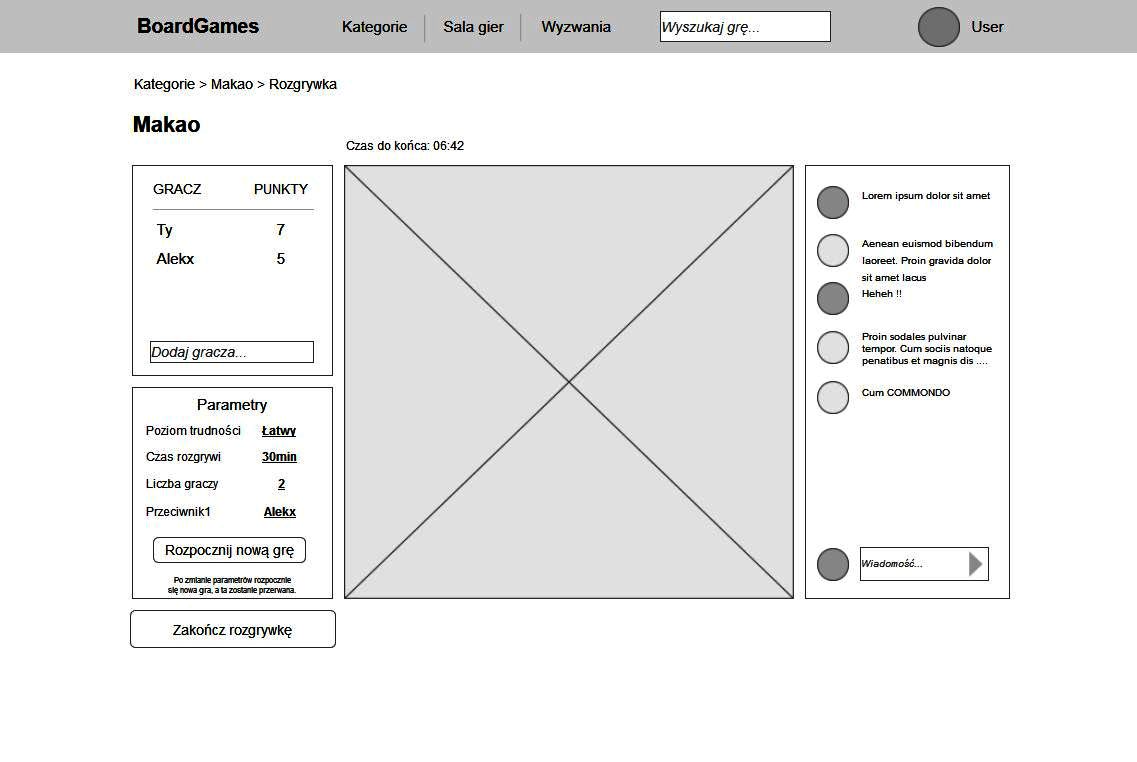 BoardGames
Kategorie
Sala gier
Wyzwania
Wyszukaj grę...
User
Kategorie > Makao > Rozgrywka
Makao
Czas do końca: 06:42
GRACZ PUNKTY
Ty 7
Alekx 5
Dodaj gracza...
Parametry
Poziom trudności Łatwy
Czas rozgrywi 30min
Liczba graczy 2
Przeciwnik1 Alekx
Rozpocznij nową grę
Po zmianie parametrów rozpocznie
się nowa gra, a ta zostanie przerwana.
Zakończ rozgrywkę
Lorem ipsum dolor sit amet
Aenean euismod bibendum
laoreet. Proin gravida dolor
sit amet lacus
Heheh !!
Proin sodales pulvinar
tempor. Cum sociis natoque
penatibus et magnis dis ....
Cum COMMONDO
Wiadomość...